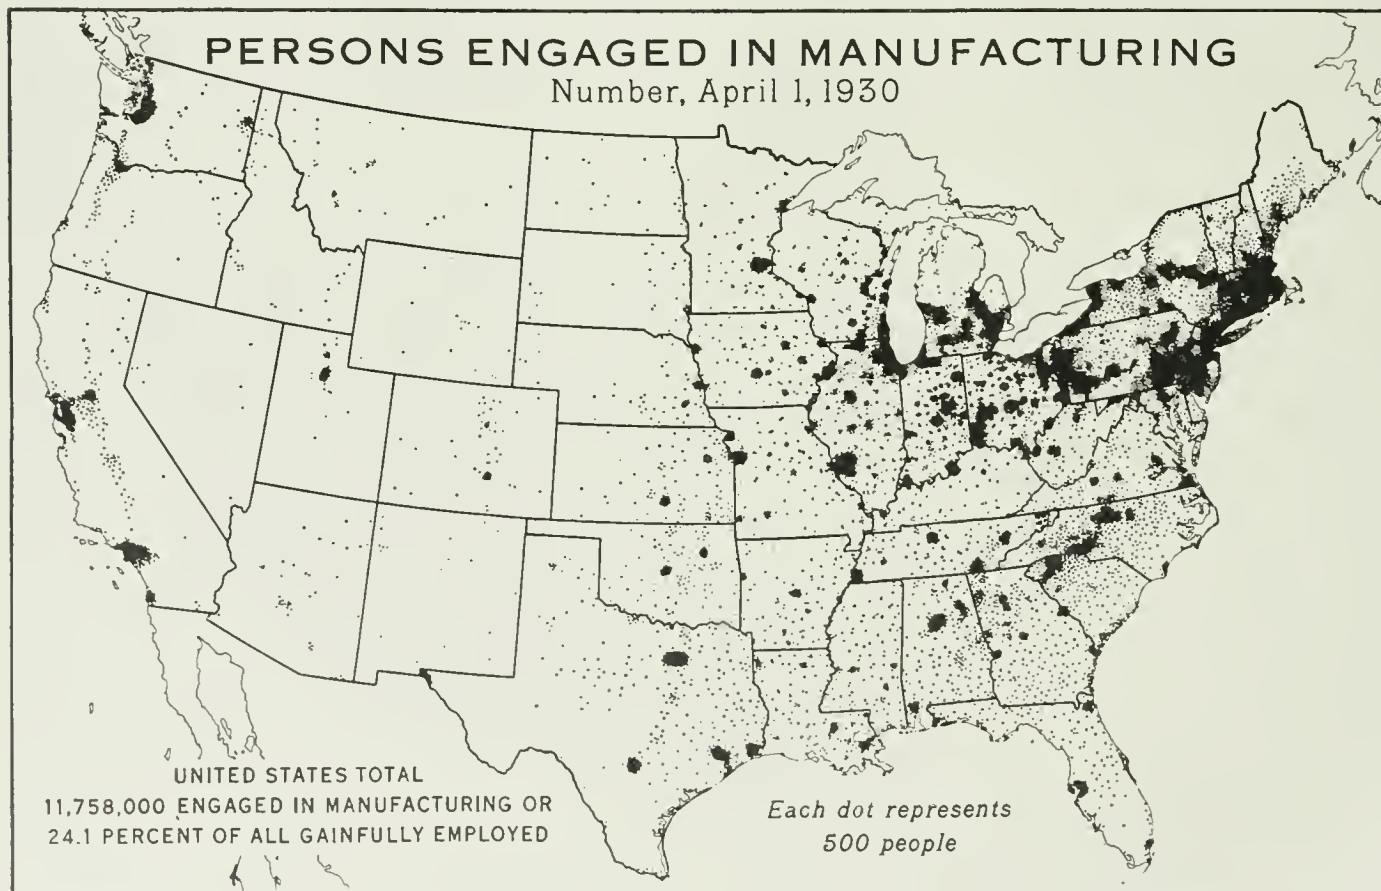 PERSONS ENGAGED IN MANUFACTURING
Number, April 1, 1930
UNITED STATES TOTAL
11,758,000 ENGAGED IN MANUFACTURING OR
24.1 PERCENT OF ALL GAINFULLY EMPLOYED
Each dot represents
500 people